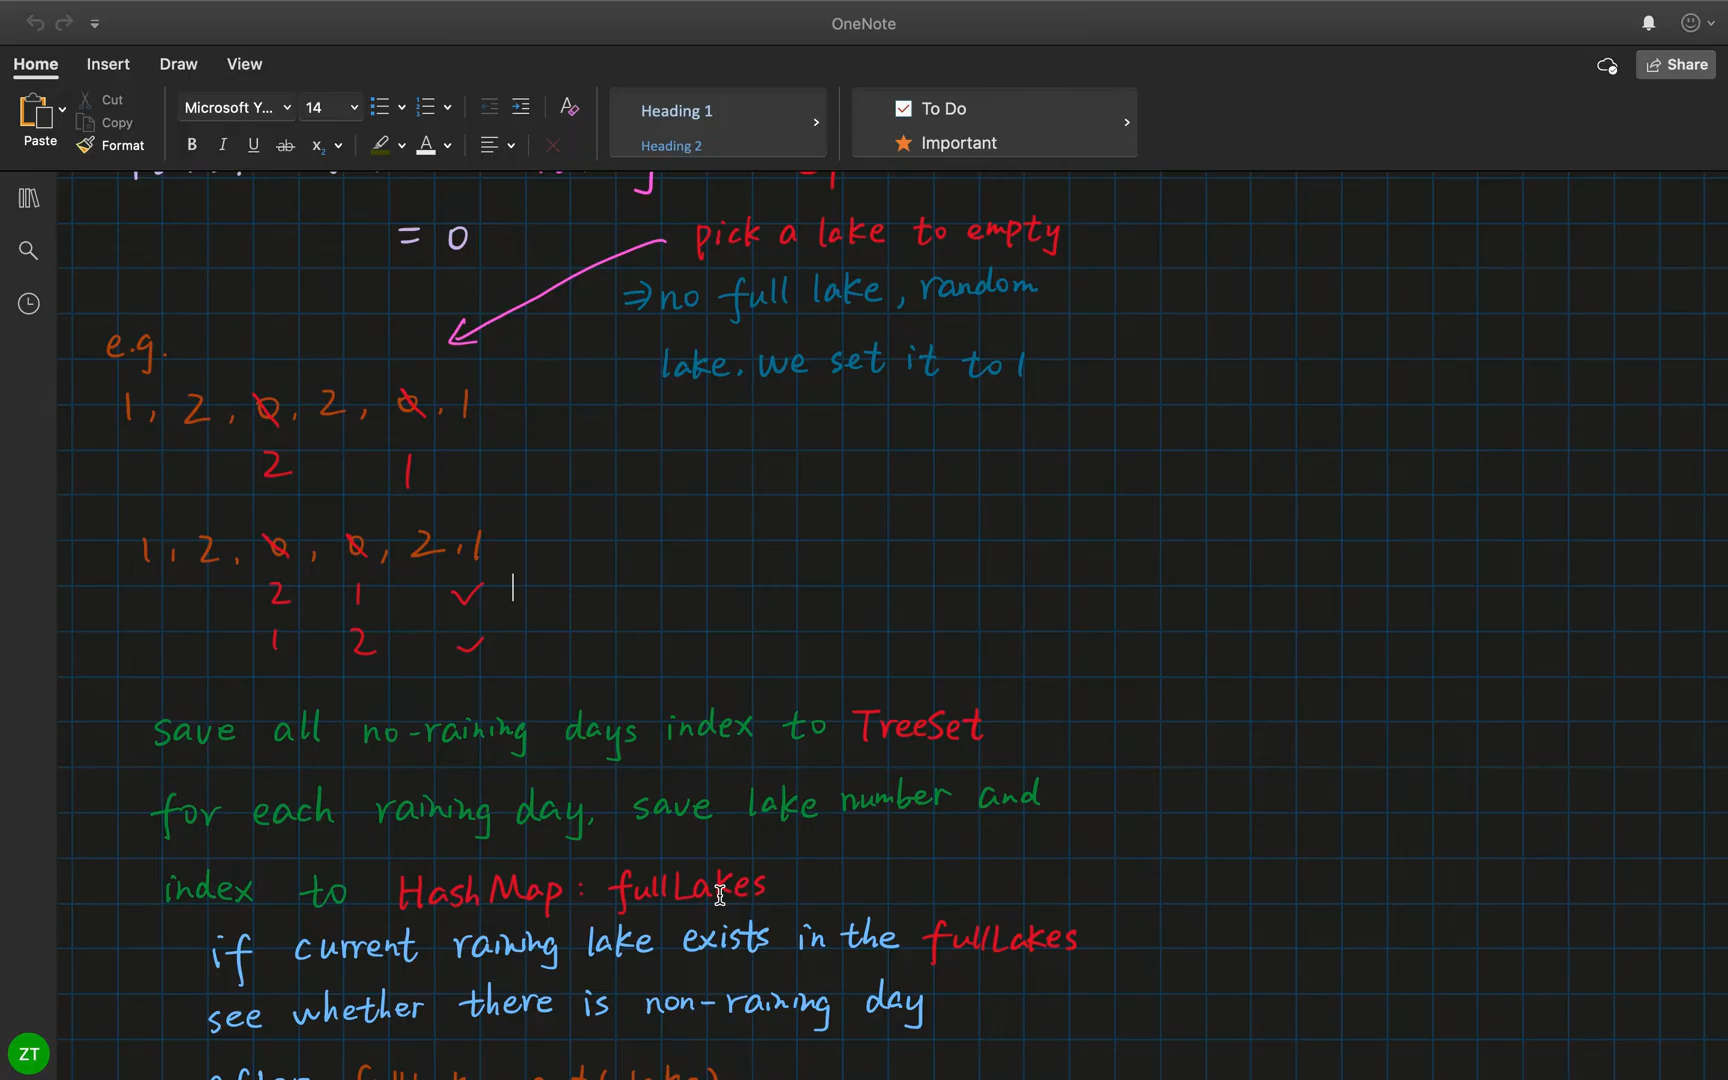 OneNote
Home Insert Draw View
Share
Paste
Cut
Copy
Format
Microsoft Y... 14
B I U ab x₂ A
Heading 1
Heading 2
To Do
Important
= 0
pick a lake to empty
⇒ no full lake, random
lake. we set it to 1
e.g.
1, 2, 0, 2, 0, 1
2 1
1, 2, 0, 0, 2, 1
2 1 ✓
1 2 ✓
save all no-raining days index to TreeSet
for each raining day, save lake number and
index to HashMap: fullLakes
if current raining lake exists in the fullLakes
see whether there is non-raining day
after
ZT